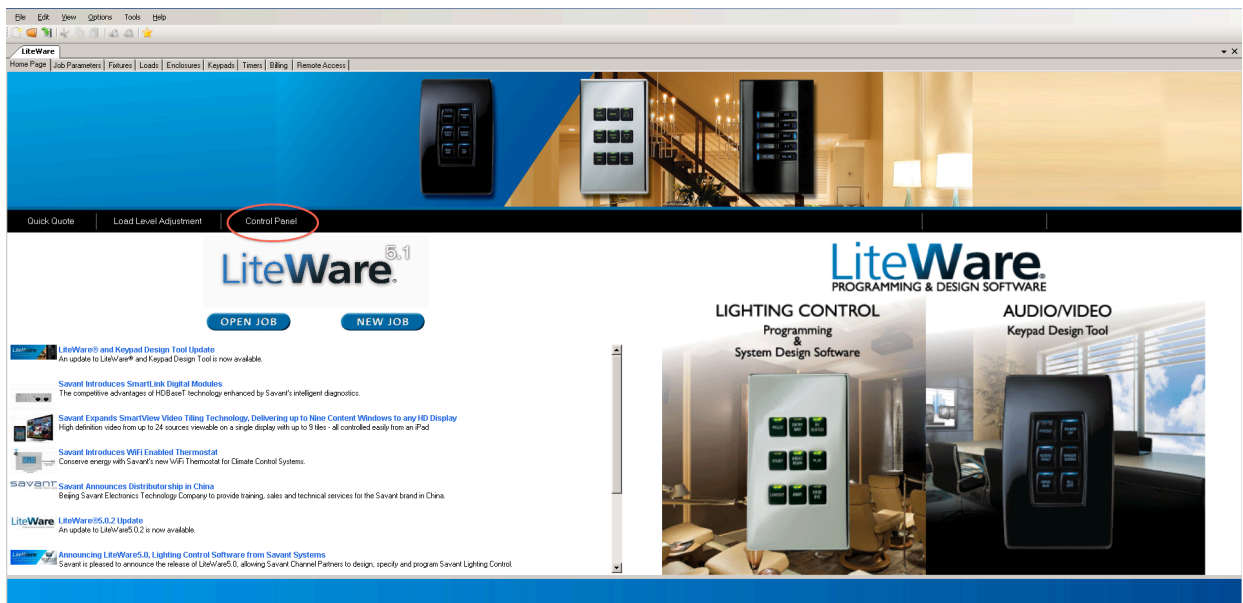 File Edit View Options Tools Help
LiteWare
Home Page Job Parameters Fixtures Loads Enclosures Keypads Timers Billing Remote Access
Quick Quote Load Level Adjustment Control Panel
LiteWare 5.1
OPEN JOB NEW JOB
LiteWare® and Keypad Design Tool Update
An update to LiteWare® and Keypad Design Tool is now available.
Savant Introduces SmartLink Digital Modules
The competitive advantages of HDBaseT technology enhanced by Savant's intelligent diagnostics.
Savant Expands SmartView Video Tiling Technology, Delivering up to Nine Content Windows to any HD Display
High definition video from up to 24 sources viewable on a single display with up to 9 tiles - all controlled easily from an iPad
Savant Introduces WiFi Enabled Thermostat
Conserve energy with Savant's new WiFi Thermostat for Climate Control Systems.
savant
Savant Announces Distributorship in China
Beijing Savant Electronics Technology Company to provide training, sales and technical services for the Savant brand in China.
LiteWare
LiteWare®5.0.2 Update
An update to LiteWare5.0.2 is now available.
Announcing LiteWare5.0, Lighting Control Software from Savant Systems
Savant is pleased to announce the release of LiteWare5.0, allowing Savant Channel Partners to design, specify and program Savant Lighting Control.
LiteWare®
PROGRAMMING & DESIGN SOFTWARE
LIGHTING CONTROL
Programming
&
System Design Software
AUDIO/VIDEO
Keypad Design Tool